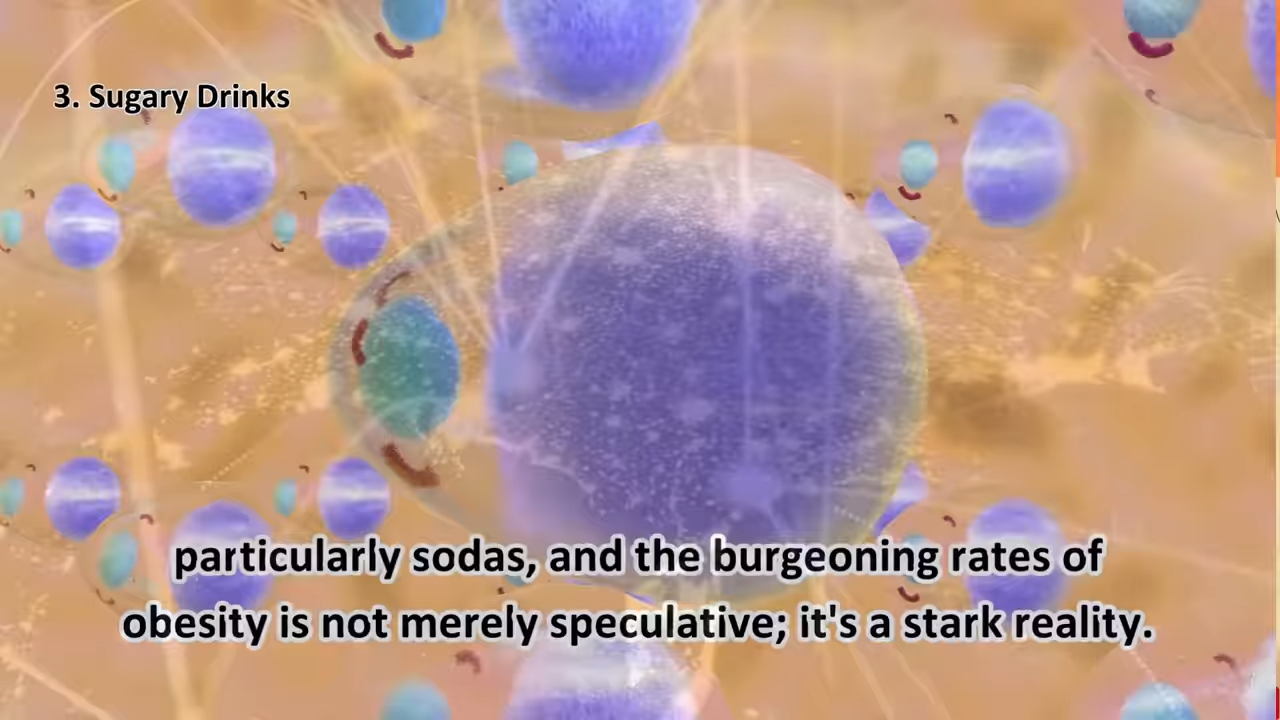 3. Sugary Drinks
particularly sodas, and the burgeoning rates of
obesity is not merely speculative; it's a stark reality.